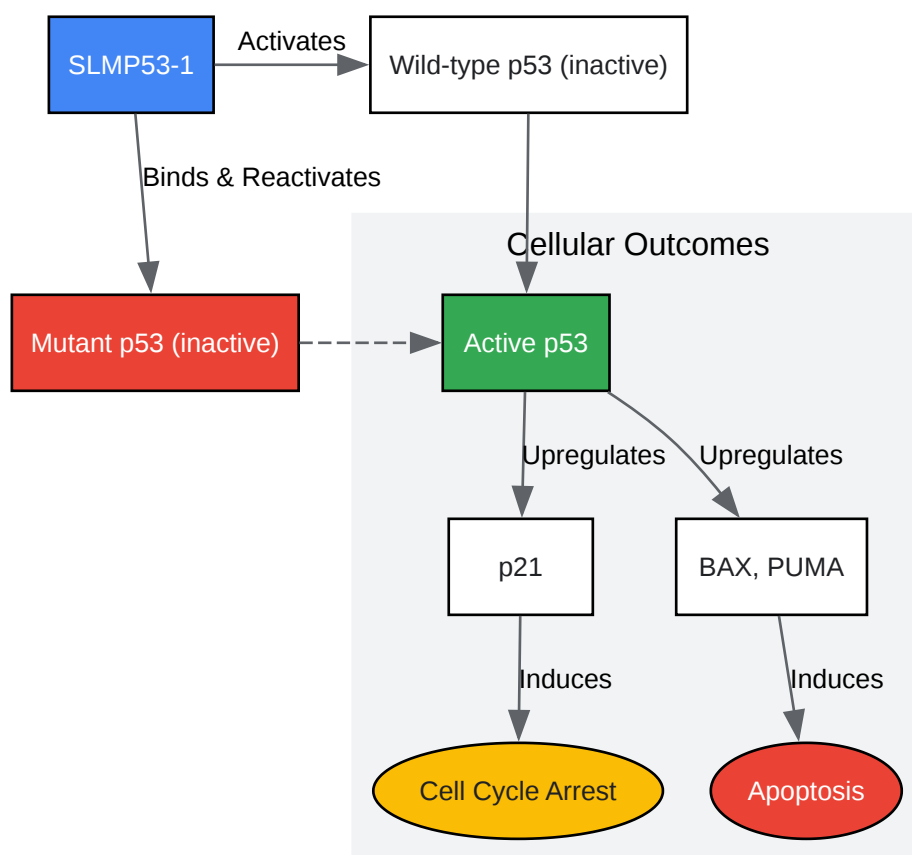 SLMP53-1
Activates
Wild-type p53 (inactive)
Binds & Reactivates
Cellular Outcomes
Mutant p53 (inactive)
Active p53
Upregulates
Upregulates
p21
BAX, PUMA
Induces
Induces
Cell Cycle Arrest
Apoptosis